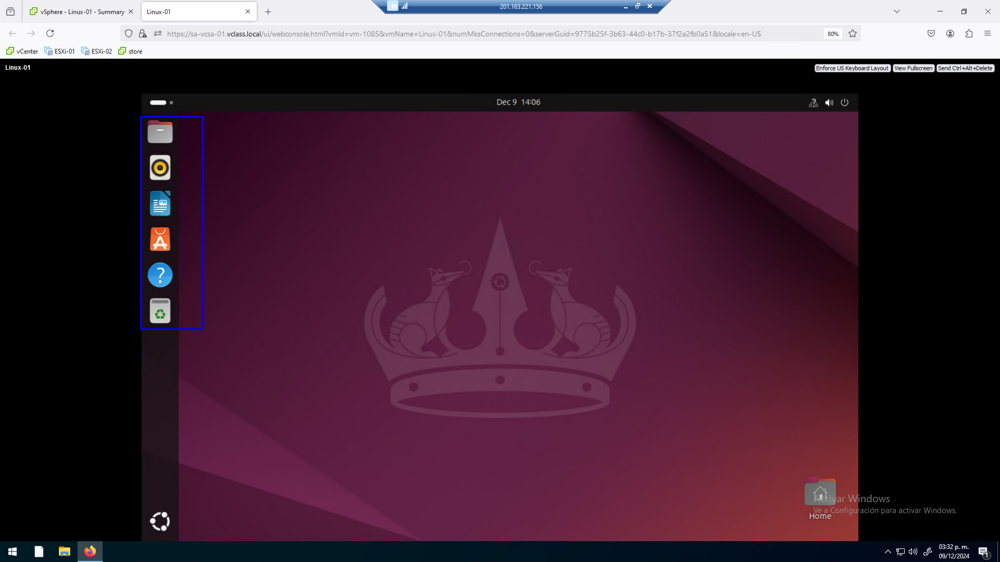 vSphere - Linux-01 - Summary
Linux-01
201.163.221.156
https://sa-vcsa-01.vclass.local/ui/webconsole.html?vmId=vm-1085&vmName=Linux-01&numMksConnections=0&serverGuid=9775b25f-3b63-44c0-b17b-37f2a2fb0a51&locale=en-US
80%
vCenter
ESXi-01
ESXi-02
store
Linux-01
Enforce US Keyboard Layout
View Fullscreen
Send Ctrl+Alt+Delete
Dec 9 14:06
Activar Windows
Ve a Configuración para activar Windows.
Home
03:32 p. m.
09/12/2024
1